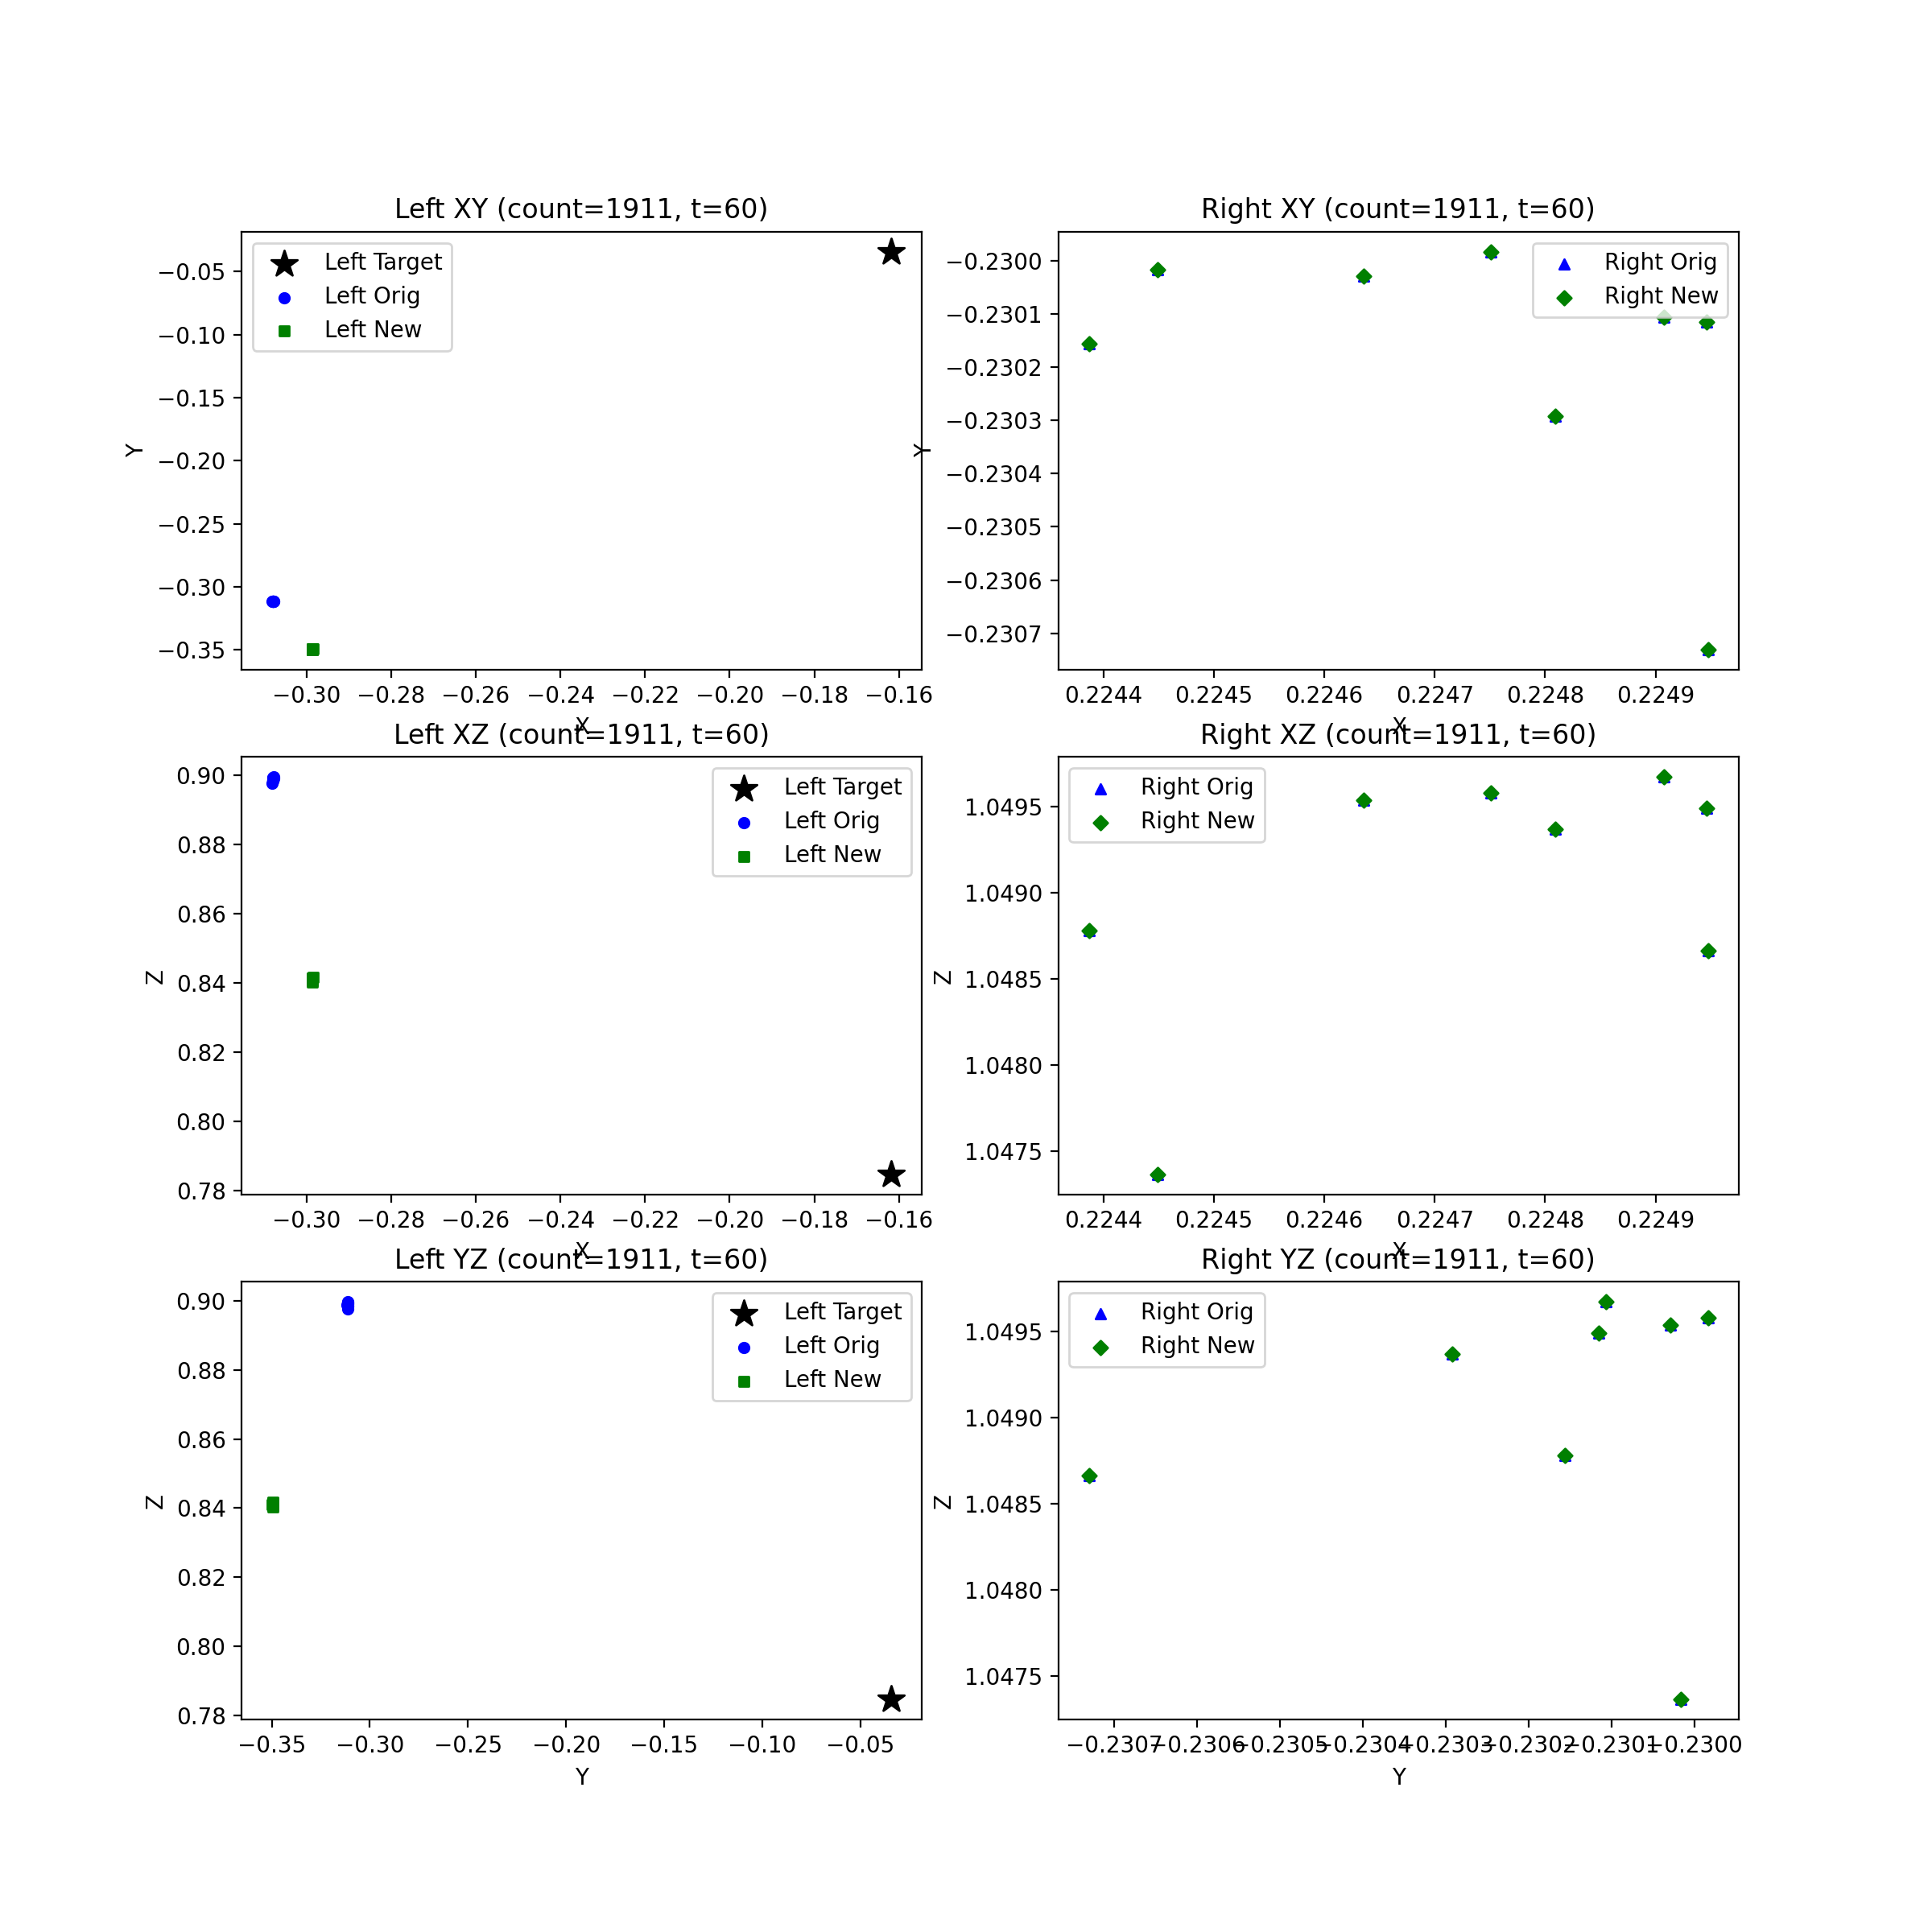 Left XY (count=1911, t=60)
Left Target
Left Orig
Left New
−0.05
−0.10
−0.15
−0.20
−0.25
−0.30
−0.35
Y
−0.30 −0.28 −0.26 −0.24 −0.22 −0.20 −0.18 −0.16
X
Right XY (count=1911, t=60)
Right Orig
Right New
−0.2300
−0.2301
−0.2302
−0.2303
−0.2304
−0.2305
−0.2306
−0.2307
Y
0.2244 0.2245 0.2246 0.2247 0.2248 0.2249
X
Left XZ (count=1911, t=60)
Left Target
Left Orig
Left New
0.90
0.88
0.86
0.84
0.82
0.80
0.78
Z
−0.30 −0.28 −0.26 −0.24 −0.22 −0.20 −0.18 −0.16
X
Right XZ (count=1911, t=60)
Right Orig
Right New
1.0495
1.0490
1.0485
1.0480
1.0475
Z
0.2244 0.2245 0.2246 0.2247 0.2248 0.2249
X
Left YZ (count=1911, t=60)
Left Target
Left Orig
Left New
0.90
0.88
0.86
0.84
0.82
0.80
0.78
Z
−0.35 −0.30 −0.25 −0.20 −0.15 −0.10 −0.05
Y
Right YZ (count=1911, t=60)
Right Orig
Right New
1.0495
1.0490
1.0485
1.0480
1.0475
Z
−0.2307 −0.2306 −0.2305 −0.2304 −0.2303 −0.2302 −0.2301 −0.2300
Y